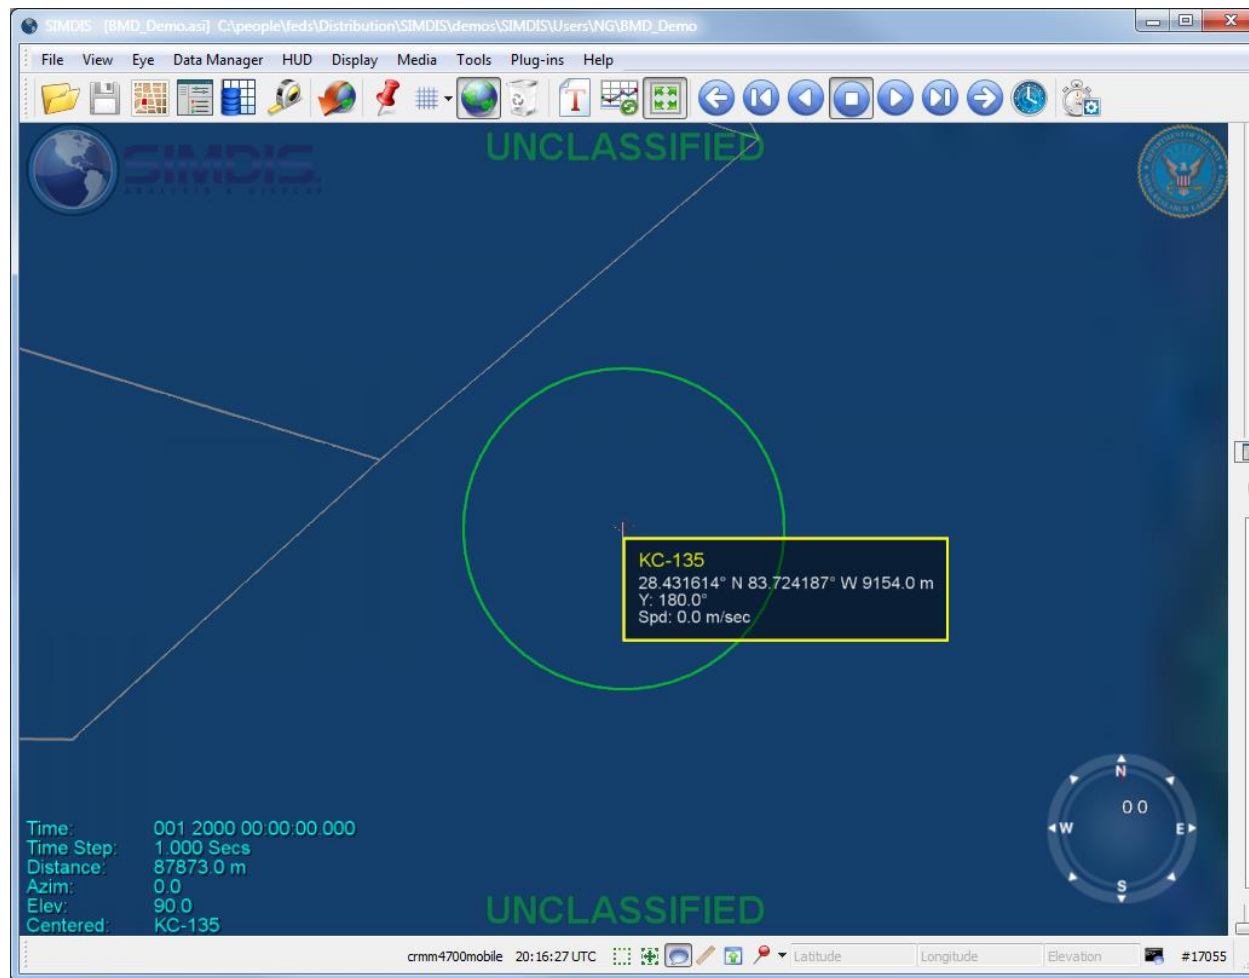 SIMDIS [BMD_Demo.asi] C:\people\feds\Distribution\SIMDIS\demos\SIMDIS\Users\NG\BMD_Demo
File View Eye Data Manager HUD Display Media Tools Plug-ins Help
UNCLASSIFIED
SIMDIS
ANALYSIS & DISPLAY
KC-135
28.431614° N 83.724187° W 9154.0 m
Y: 180.0°
Spd: 0.0 m/sec
N
0 0
W E
S
Time: 001 2000 00:00:00.000
Time Step: 1.000 Secs
Distance: 87873.0 m
Azim: 0.0
Elev: 90.0
Centered: KC-135
UNCLASSIFIED
crmm4700mobile 20:16:27 UTC Latitude Longitude Elevation #17055